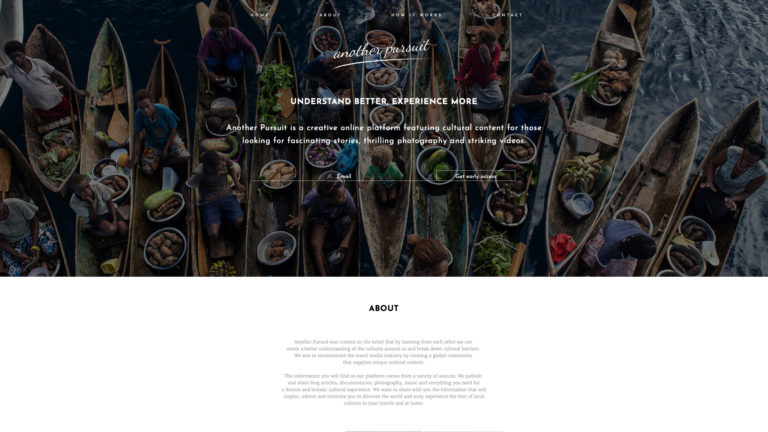 HOME ABOUT HOW IT WORKS CONTACT
another pursuit
UNDERSTAND BETTER, EXPERIENCE MORE
Another Pursuit is a creative online platform featuring cultural content for those
looking for fascinating stories, thrilling photography and striking videos.
Email Get early access
ABOUT
Another Pursuit was created on the belief that by learning from each other we can
create a better understanding of the cultures around us and break down cultural barriers.
We aim to revolutionise the travel media industry by creating a global community
that supplies unique cultural content.
The information you will find on our platform comes from a variety of sources. We publish
and share blog articles, documentaries, photography, music and everything you need for
a diverse and holistic cultural experience. We want to share with you the information that will
inspire, inform and motivate you to discover the world and truly experience the best of local
cultures in your travels and at home.